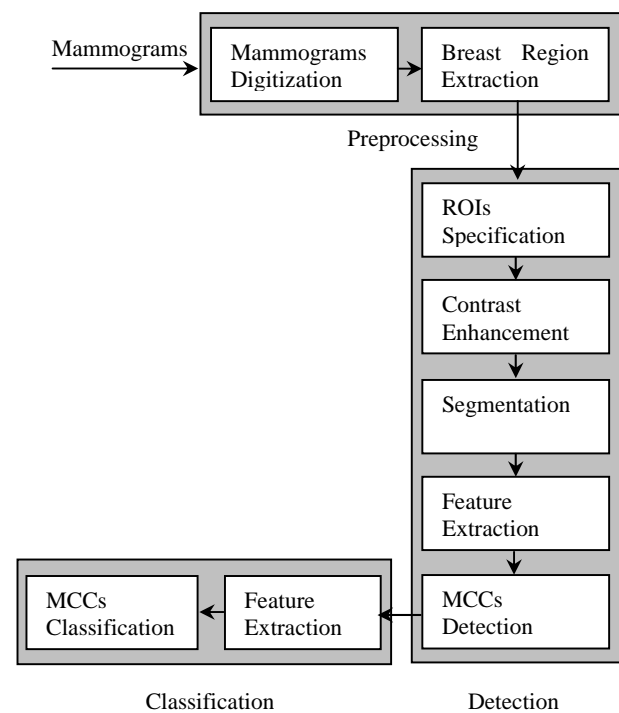 Mammograms
Mammograms
Digitization
Breast Region
Extraction
Preprocessing
ROIs
Specification
Contrast
Enhancement
Segmentation
Feature
Extraction
MCCs
Detection
Feature
Extraction
MCCs
Classification
Classification
Detection